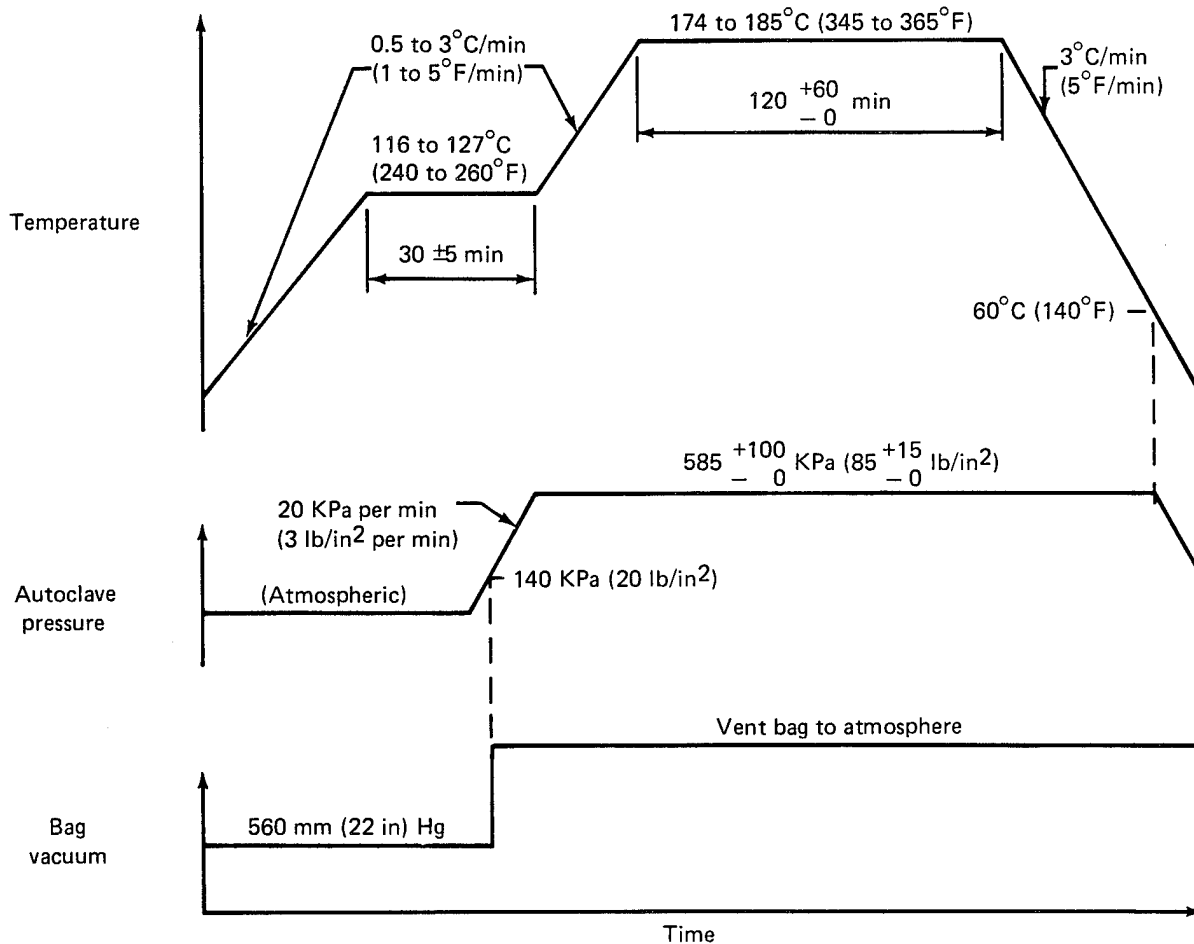 174 to 185°C (345 to 365°F)
0.5 to 3°C/min
(1 to 5°F/min)
3°C/min
(5°F/min)
120 +60 - 0 min
116 to 127°C
(240 to 260°F)
Temperature
30 ±5 min
60°C (140°F)
585 +100 - 0 KPa (85 +15 - 0 lb/in²)
20 KPa per min
(3 lb/in² per min)
140 KPa (20 lb/in²)
(Atmospheric)
Autoclave
pressure
Vent bag to atmosphere
560 mm (22 in) Hg
Bag
vacuum
Time